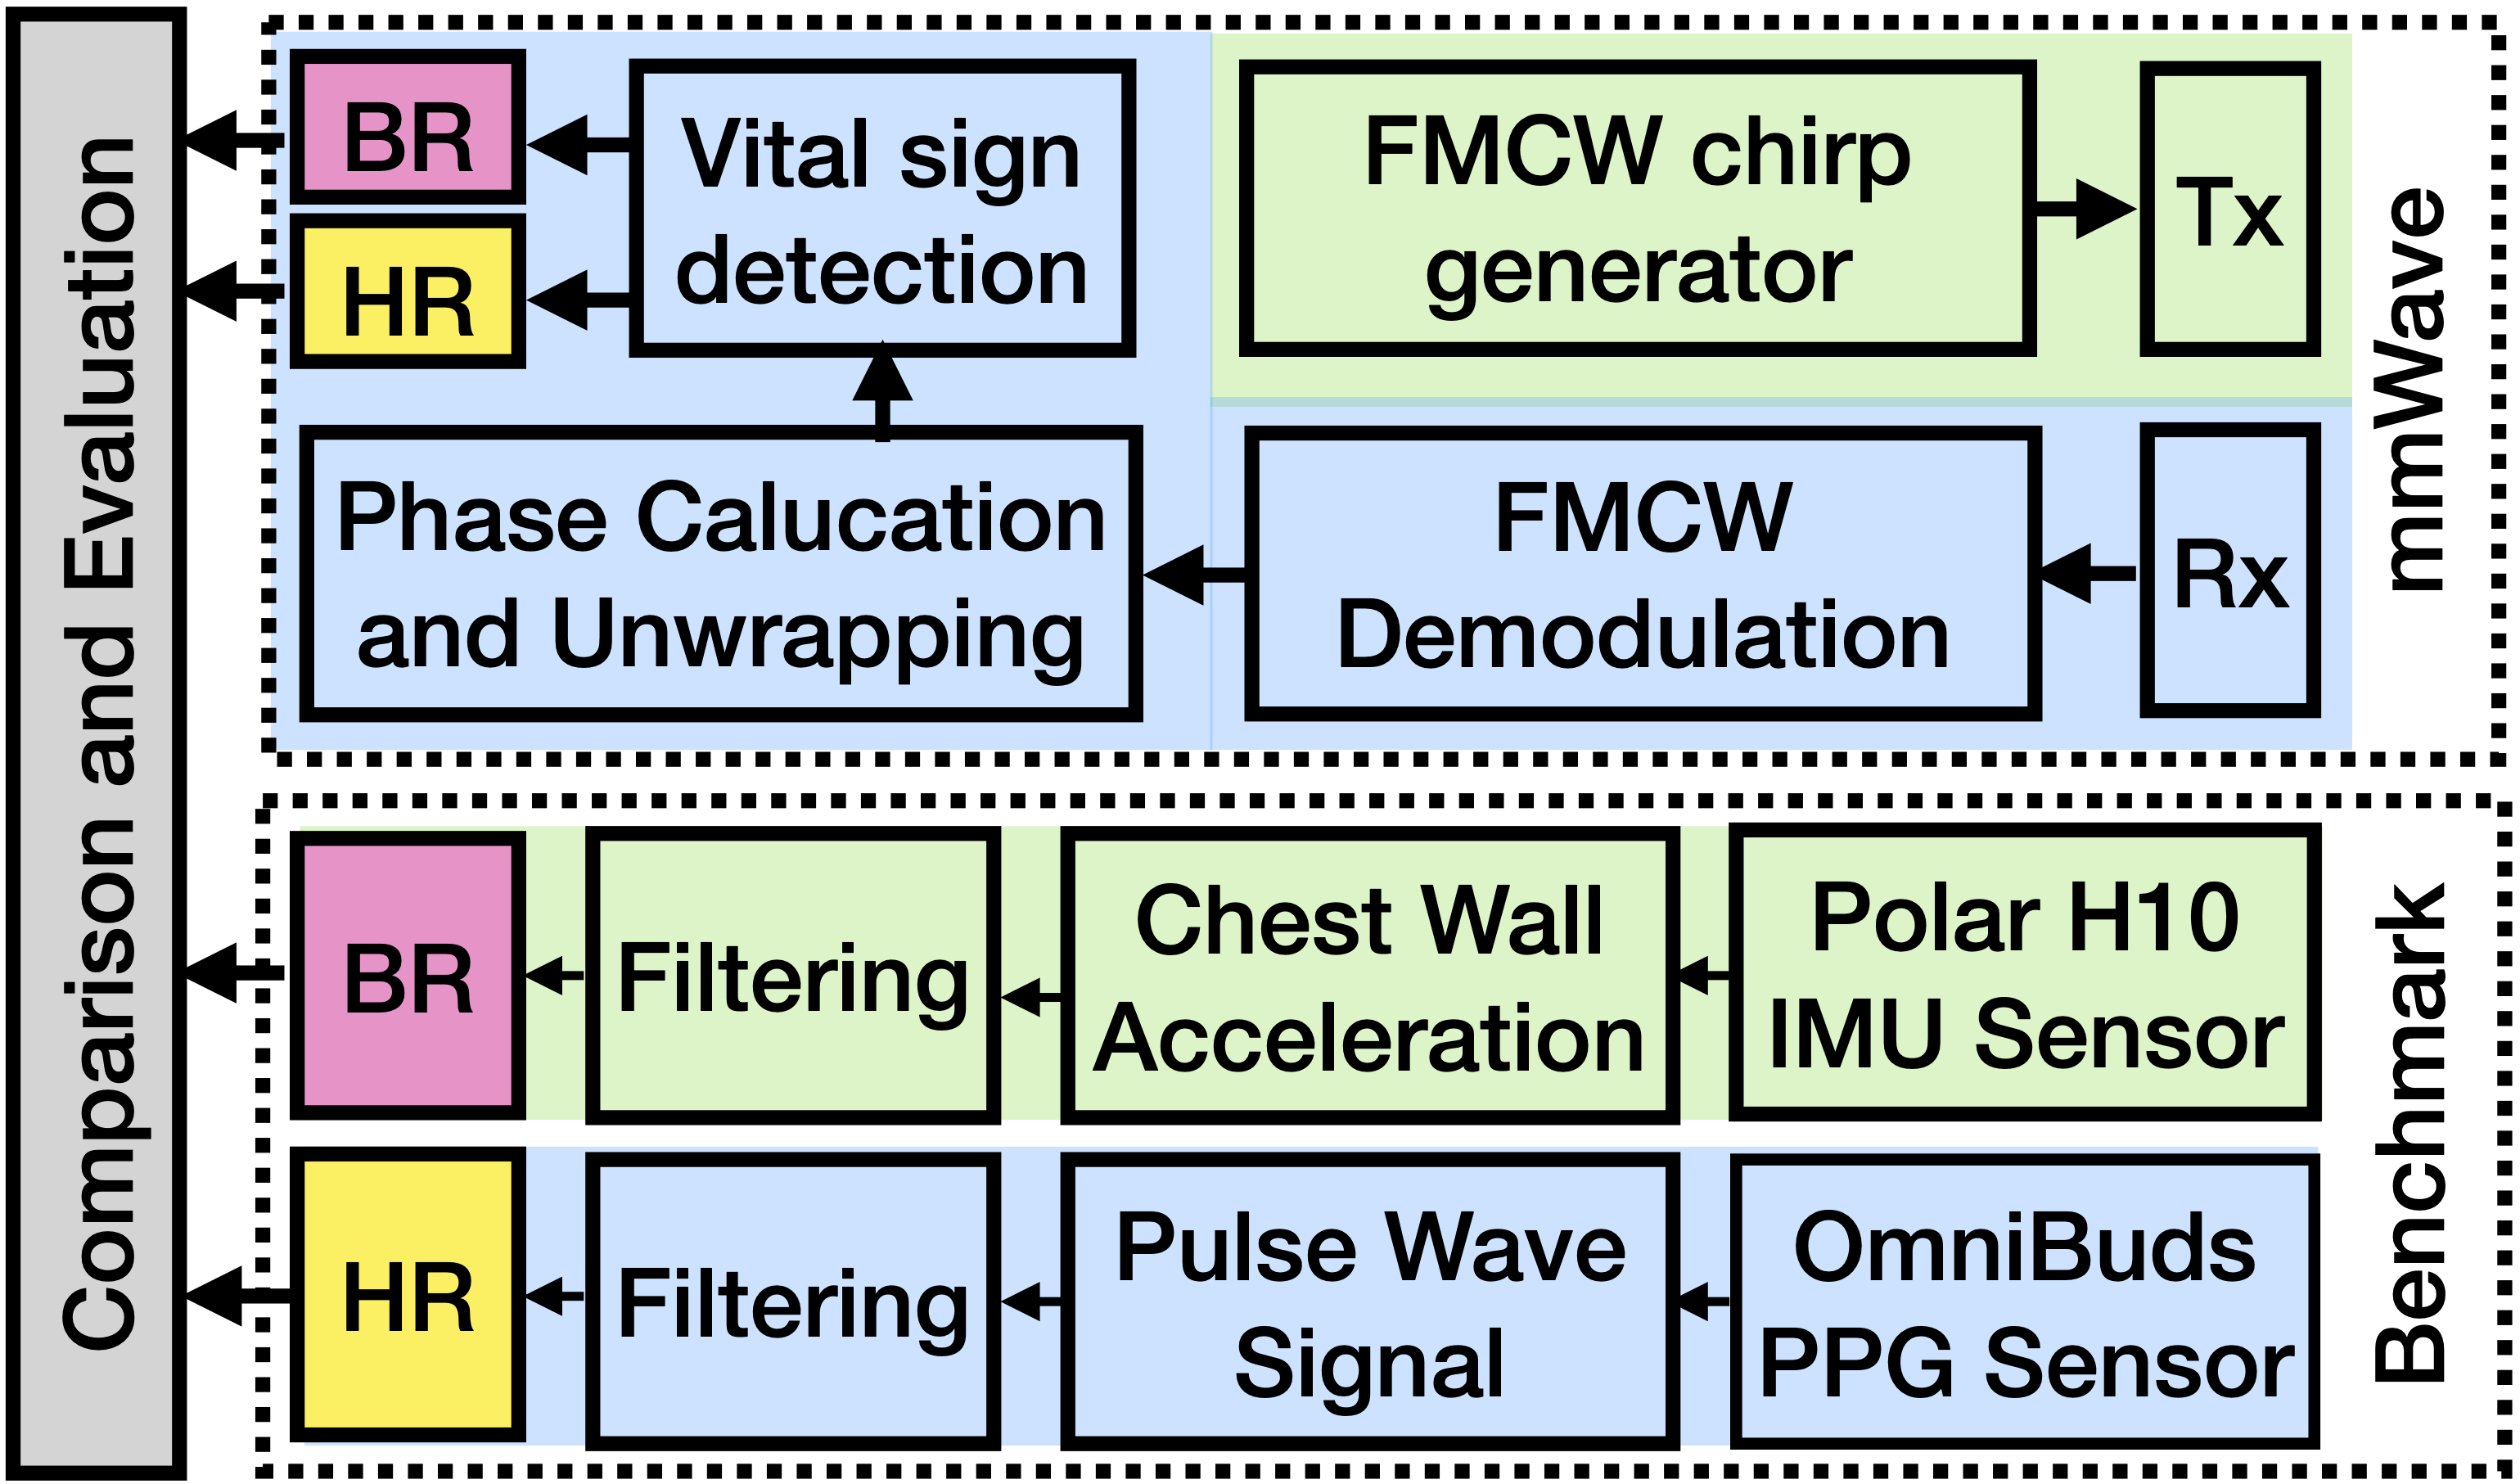 Comparison and Evaluation
BR
HR
Vital sign
detection
FMCW chirp
generator
Tx
Phase Calucation
and Unwrapping
FMCW
Demodulation
Rx
mmWave
BR
Filtering
Chest Wall
Acceleration
Polar H10
IMU Sensor
HR
Filtering
Pulse Wave
Signal
OmniBuds
PPG Sensor
Benchmark